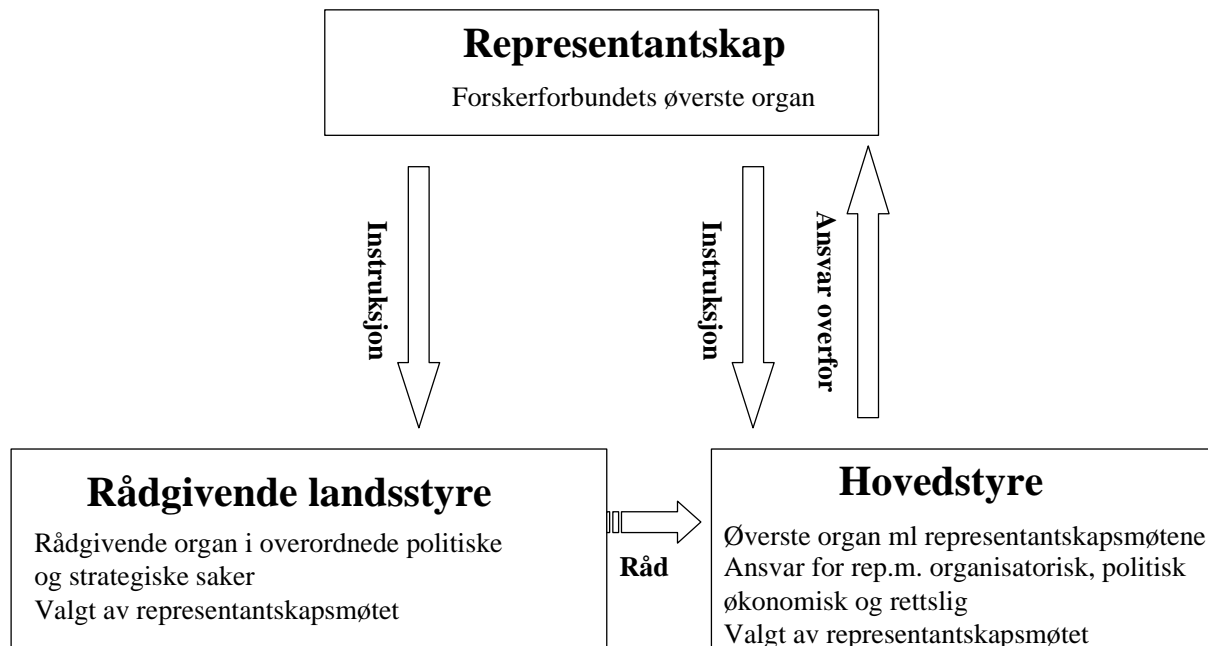 Representantskap
Forskerforbundets øverste organ
Instruksjon
Instruksjon
Ansvar overfor
Rådgivende landsstyre
Rådgivende organ i overordnede politiske
og strategiske saker
Valgt av representantskapsmøtet
Råd
Hovedstyre
Øverste organ ml representantskapsmøtene
Ansvar for rep.m. organisatorisk, politisk
økonomisk og rettslig
Valgt av representantskapsmøtet